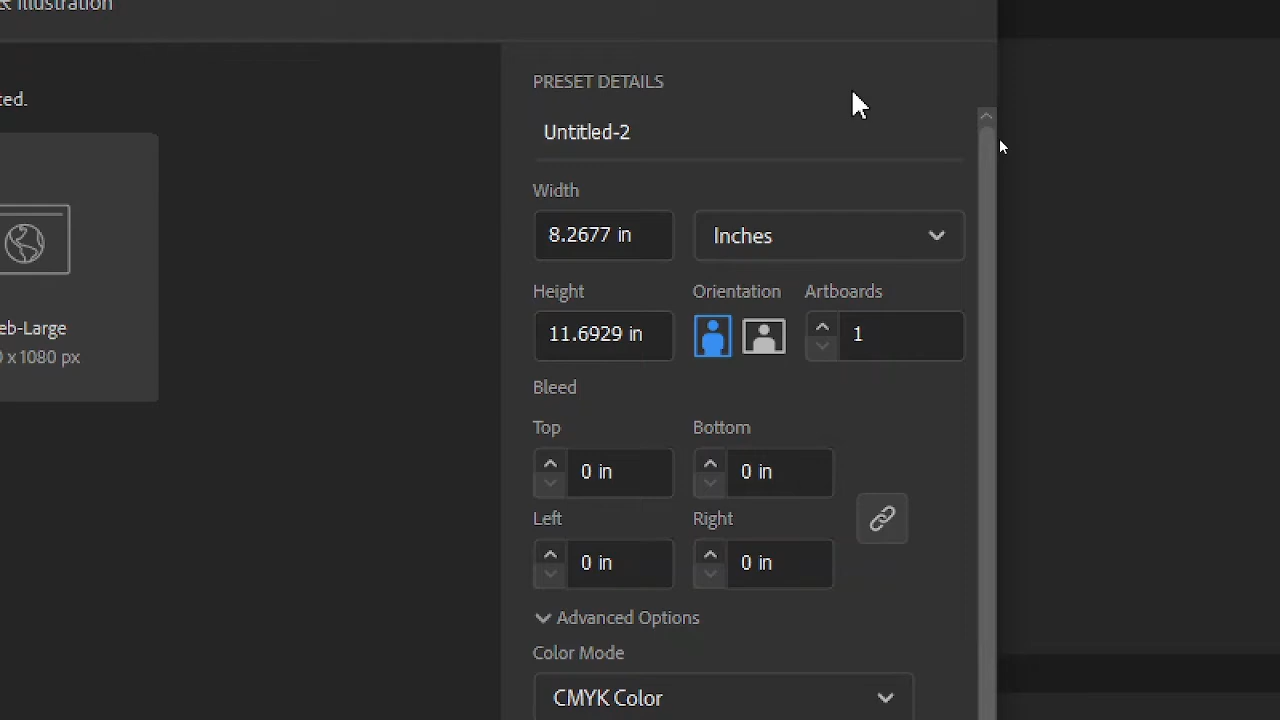 Illustration
PRESET DETAILS
Untitled-2
Width
8.2677 in
Inches
Height
Orientation
Artboards
11.6929 in
1
Bleed
Top
Bottom
0 in
0 in
Left
Right
0 in
0 in
Advanced Options
Color Mode
CMYK Color
ted.
eb-Large
0 x 1080 px